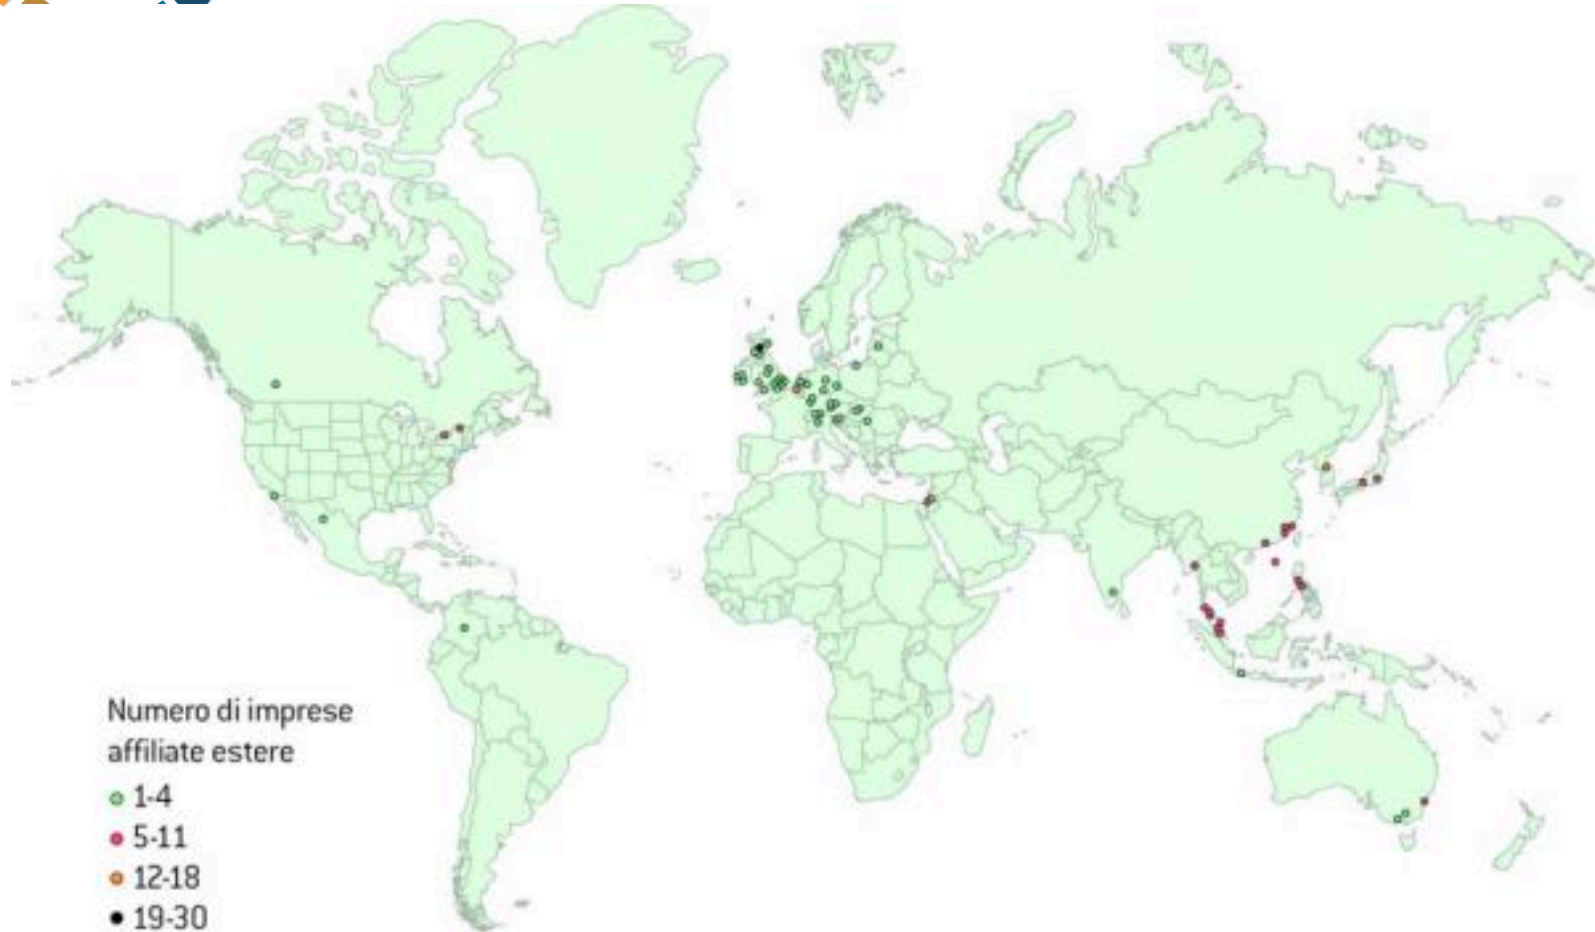 Numero di imprese
affiliate estere
1-4
5-11
12-18
19-30